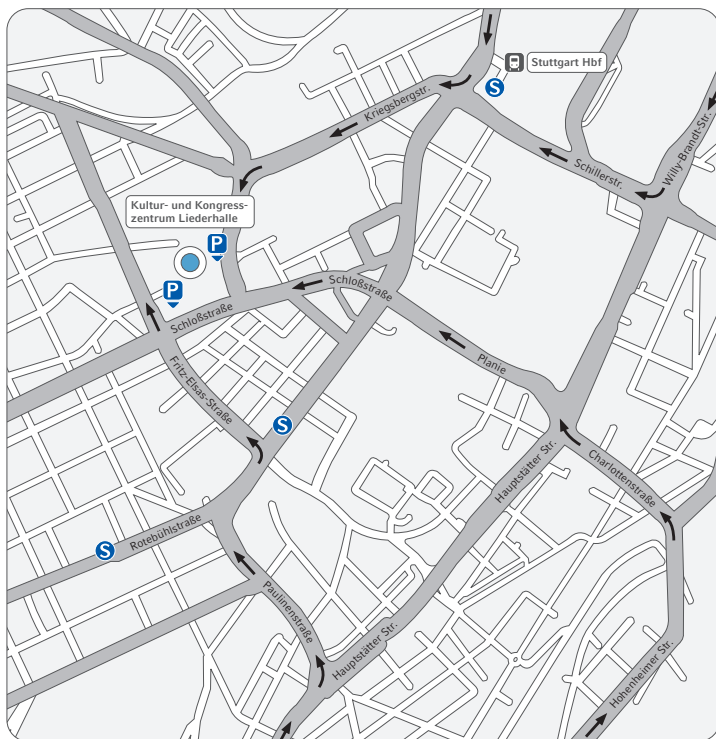 Stuttgart Hbf
S
Kriegsbergstr.
Willy-Brandt-Str.
Schillerstr.
Kultur- und Kongress-
zentrum Liederhalle
P
P
Schloßstraße
Schloßstraße
Planie
Fritz-Elsas-Straße
S
Hauptstätter Str.
Charlottenstraße
Rotebühlstraße
S
Paulinenstraße
Hauptstätter Str.
Hohenheimer Str.